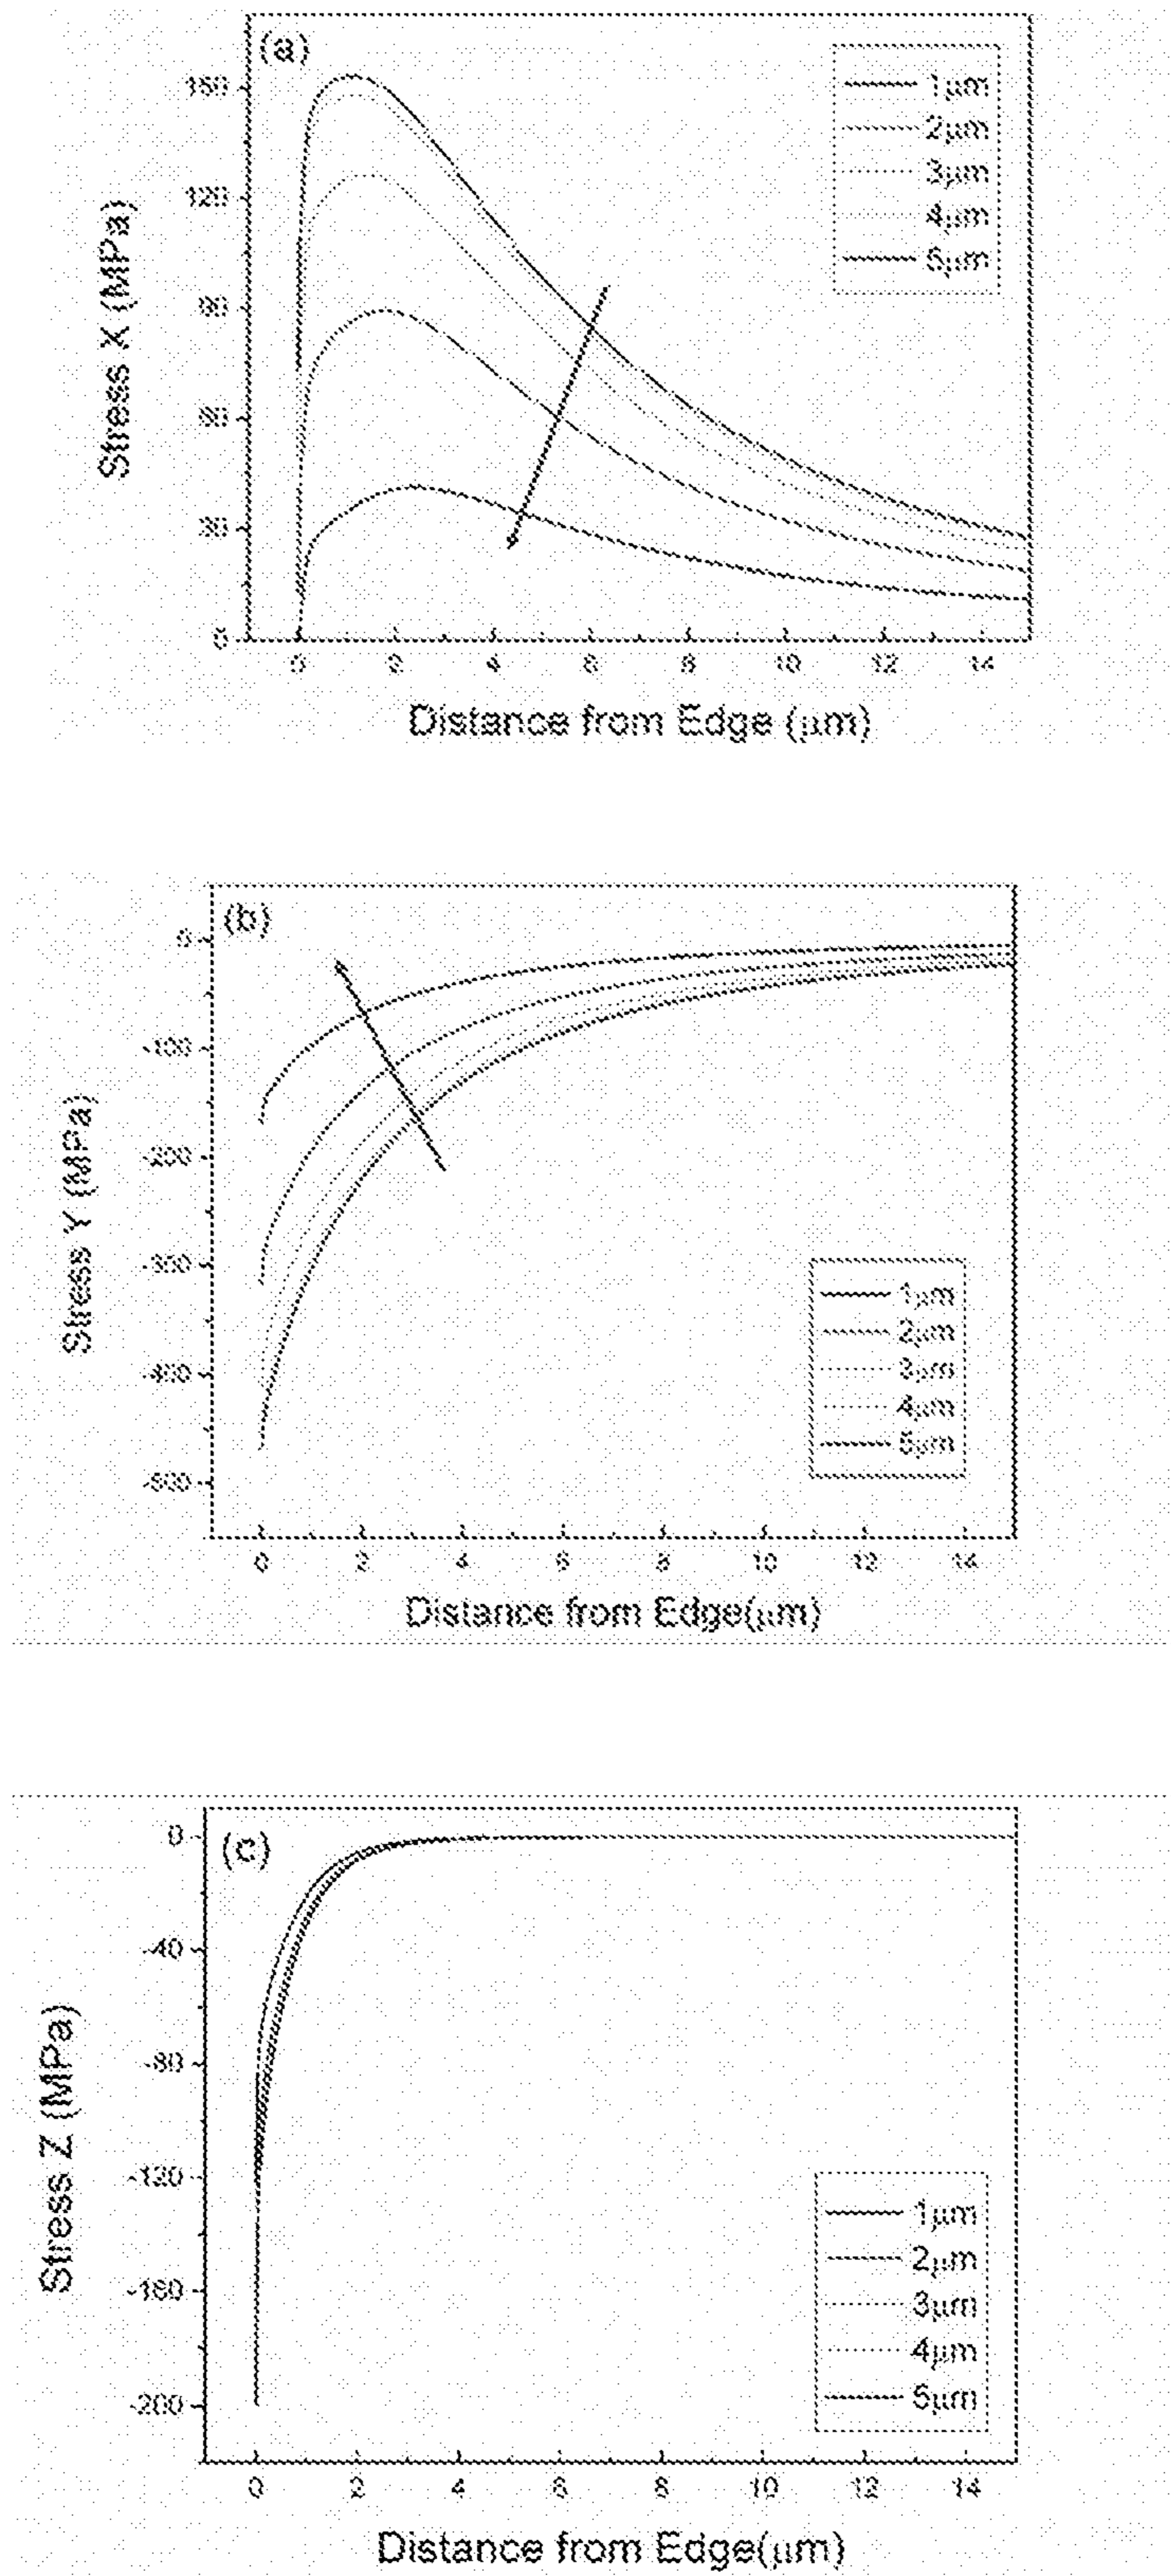 (a)
150
120
90
60
30
0
Stress X (MPa)
1μm
2μm
3μm
4μm
5μm
0 2 4 6 8 10 12 14
Distance from Edge (μm)
(b)
0
-100
-200
-300
-400
-500
Stress Y (MPa)
1μm
2μm
3μm
4μm
5μm
0 2 4 6 8 10 12 14
Distance from Edge(μm)
(c)
0
-40
-80
-120
-160
-200
Stress Z (MPa)
1μm
2μm
3μm
4μm
5μm
0 2 4 6 8 10 12 14
Distance from Edge(μm)